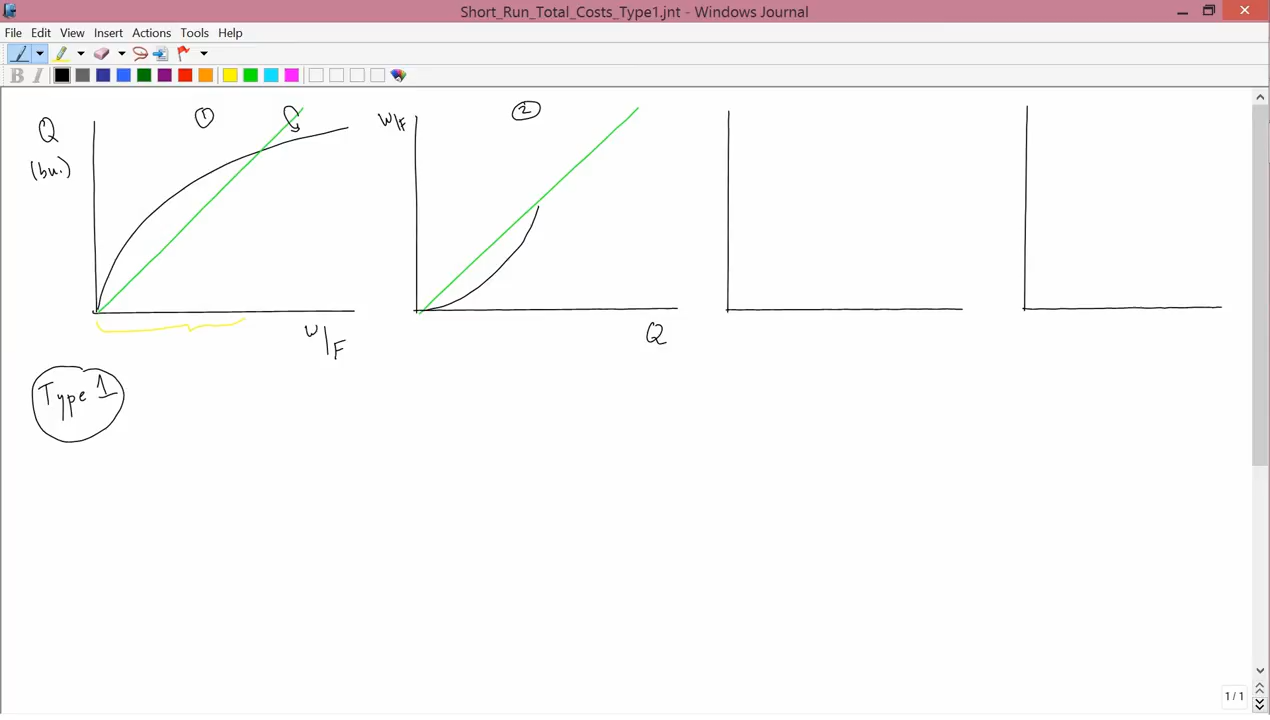 Short_Run_Total_Costs_Type1.jnt - Windows Journal
File Edit View Insert Actions Tools Help
B I
Q
(bu.)
1
W/F
W/F
2
Q
Type 1
1 / 1